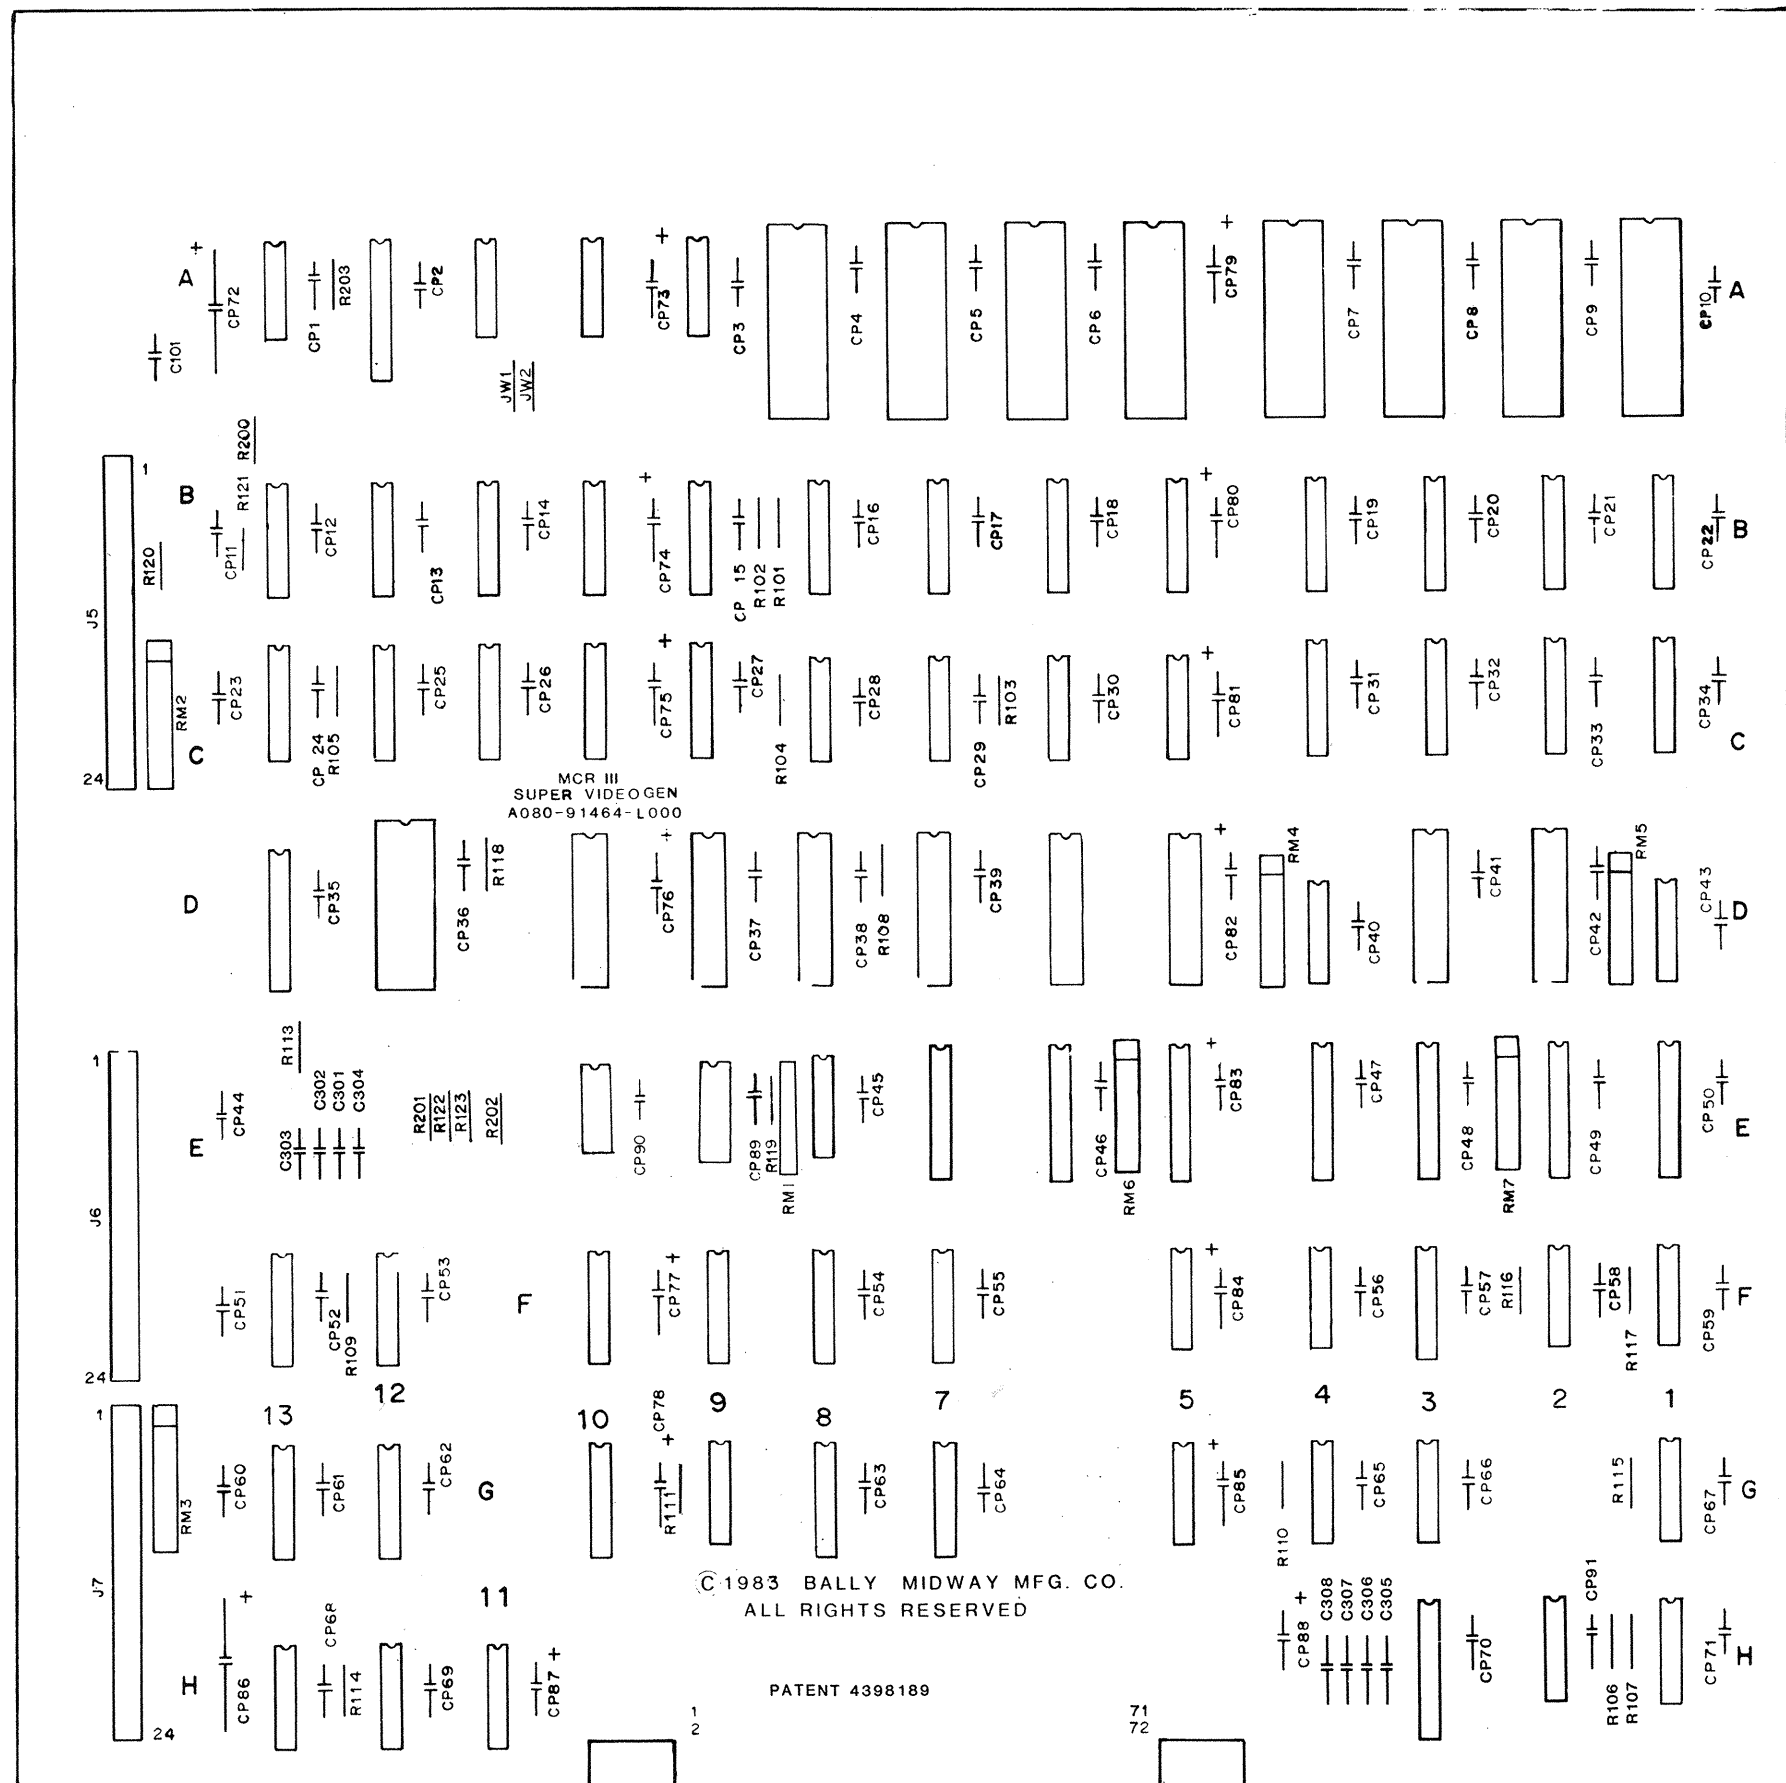 A
+
CP72
C101
CP1
R203
CP2
JW1
JW2
+
CP73
CP3
CP4
CP5
CP6
+
CP79
CP7
CP8
CP9
CP10
A
R200
R121
1
B
R120
CP11
CP12
CP13
CP14
+
CP74
CP 15
R102
R101
CP16
CP17
CP18
+
CP80
CP19
CP20
CP21
CP22
B
J5
RM2
24
CP23
C
CP 24
R105
CP25
CP26
+
CP75
CP27
R104
CP28
CP29
R103
CP30
+
CP81
CP31
CP32
CP33
CP34
C
MCR III
SUPER VIDEOGEN
A080-91464-L000
D
CP35
CP36
R118
+
CP76
CP37
CP38
R108
CP39
+
CP82
RM4
CP40
CP41
CP42
RM5
CP43
D
1
J6
24
CP44
E
R113
C303
C302
C301
C304
R201
R122
R123
R202
CP90
CP89
R119
RM1
CP45
CP46
RM6
+
CP83
CP47
CP48
RM7
CP49
CP50
E
CP51
CP52
R109
CP53
F
+
CP77
CP54
CP55
+
CP84
CP56
CP57
R116
CP58
R117
CP59
F
13
12
10
9
8
7
5
4
3
2
1
1
J7
24
RM3
CP60
CP61
CP62
G
CP78
+
R111
CP63
CP64
+
CP85
R110
CP65
CP66
R115
CP67
G
© 1983 BALLY MIDWAY MFG. CO.
ALL RIGHTS RESERVED
11
H
+
CP86
CP68
R114
CP69
+
CP87
PATENT 4398189
1
2
71
72
+
CP88
C308
C307
C306
C305
CP70
CP91
R106
R107
CP71
H